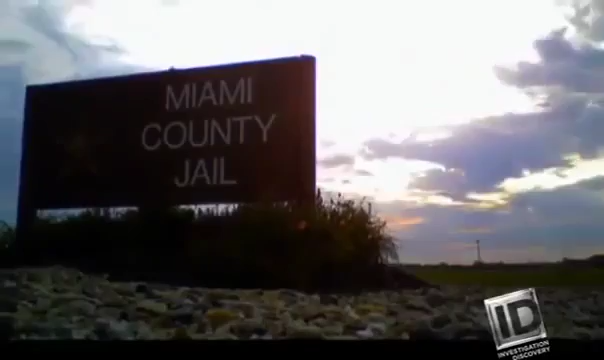 MIAMI
COUNTY
JAIL
ID
INVESTIGATION
DISCOVERY